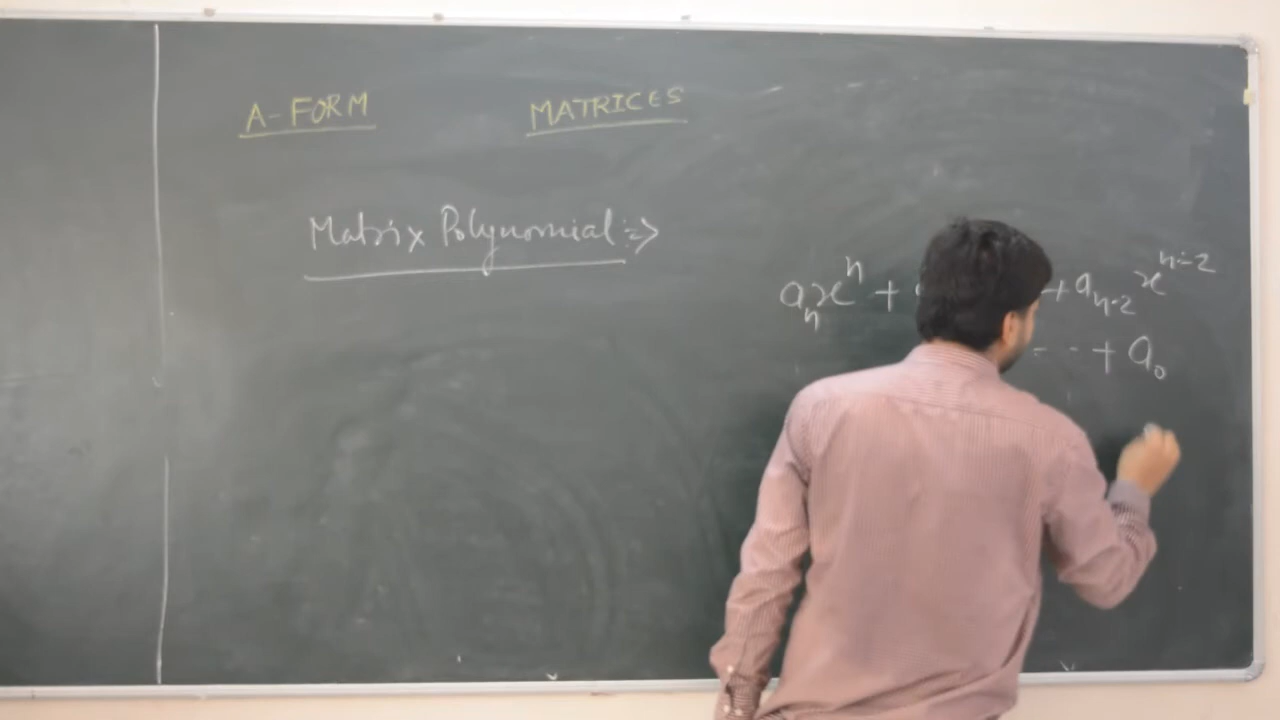 A-FORM MATRICES
Matrix Polynomial :⇒
aₙxⁿ + + aₙ₋₂xⁿ⁻²
- - - + a₀